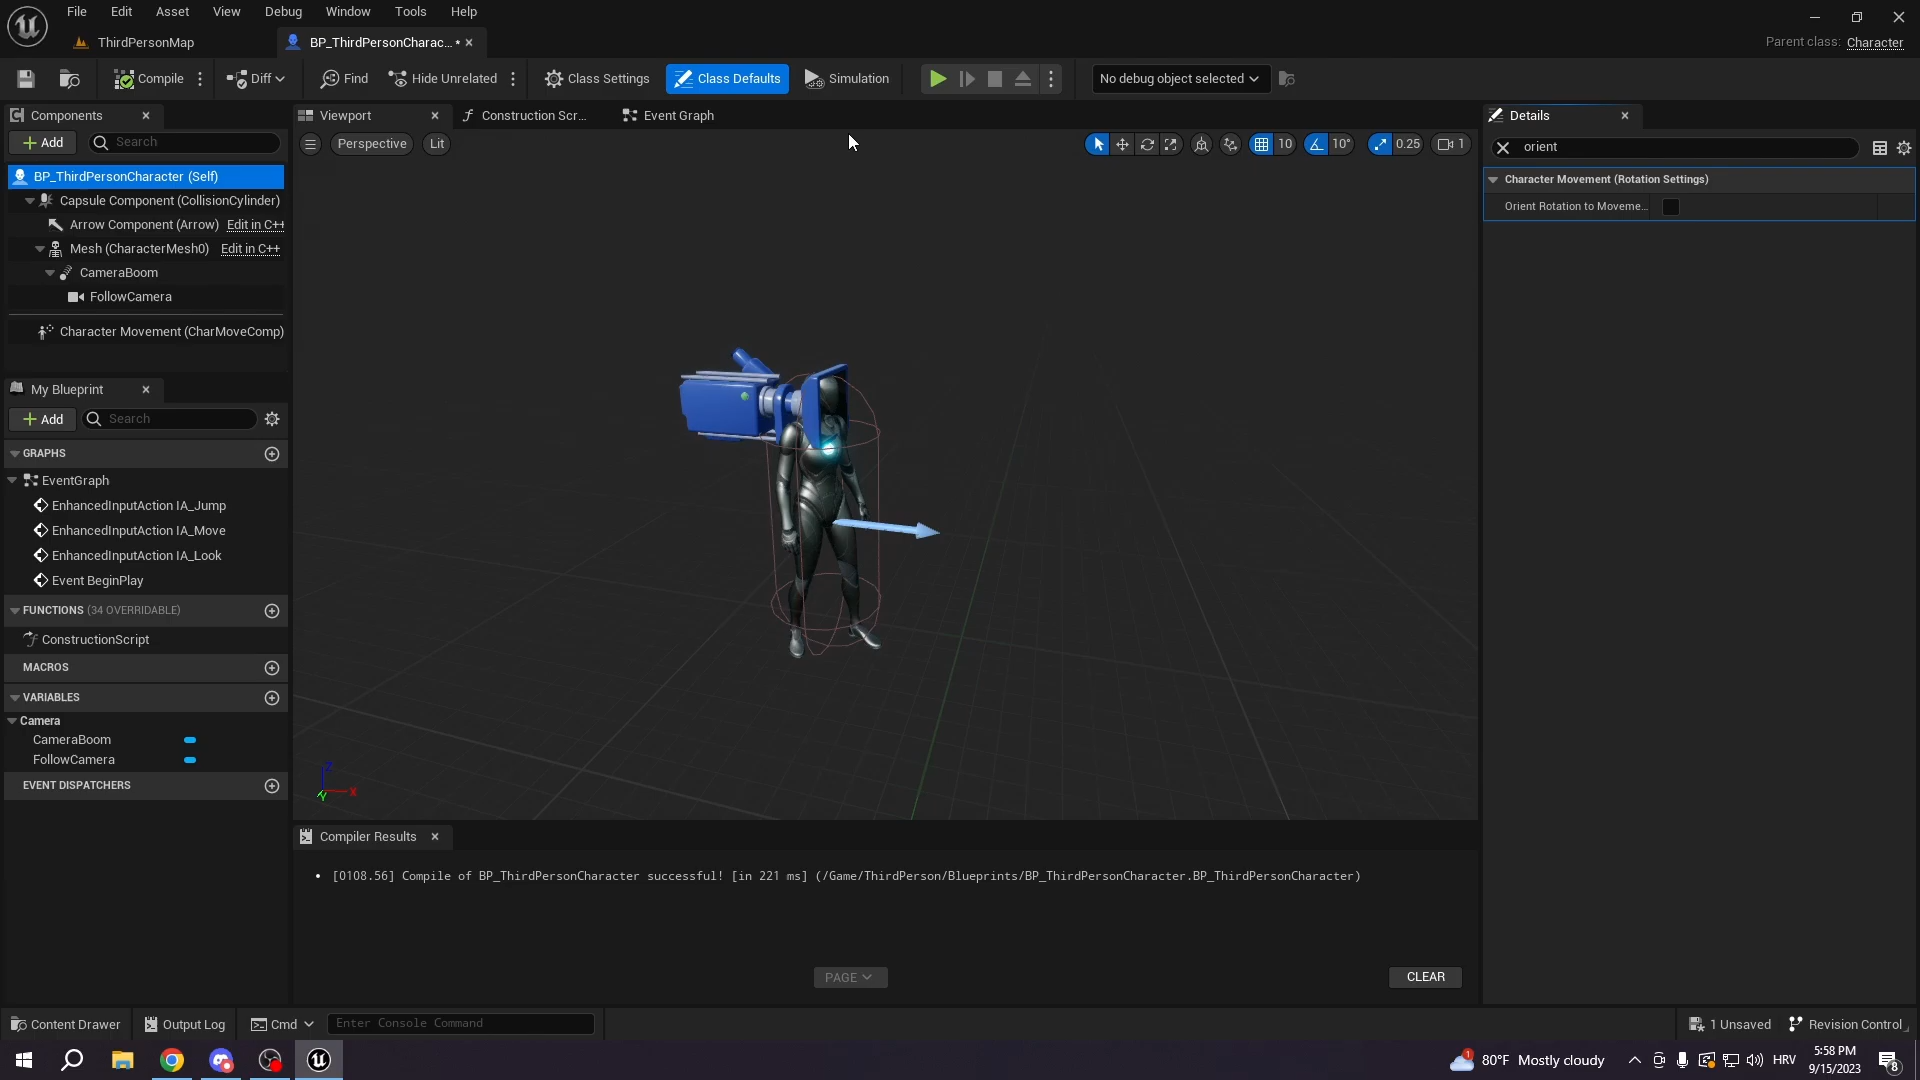 File Edit Asset View Debug Window Tools Help
ThirdPersonMap
BP_ThirdPersonCharac... •
Parent class: Character
Compile
Diff
Find
Hide Unrelated
Class Settings
Class Defaults
Simulation
No debug object selected
Components
Add
Search
BP_ThirdPersonCharacter (Self)
Capsule Component (CollisionCylinder)
Arrow Component (Arrow) Edit in C++
Mesh (CharacterMesh0) Edit in C++
CameraBoom
FollowCamera
Character Movement (CharMoveComp)
My Blueprint
Add
Search
GRAPHS
EventGraph
EnhancedInputAction IA_Jump
EnhancedInputAction IA_Move
EnhancedInputAction IA_Look
Event BeginPlay
FUNCTIONS (34 OVERRIDABLE)
ConstructionScript
MACROS
VARIABLES
Camera
CameraBoom
FollowCamera
EVENT DISPATCHERS
Viewport
Construction Scr...
Event Graph
Perspective
Lit
10
10°
0.25
1
Z
X
Y
Compiler Results
• [0108.56] Compile of BP_ThirdPersonCharacter successful! [in 221 ms] (/Game/ThirdPerson/Blueprints/BP_ThirdPersonCharacter.BP_ThirdPersonCharacter)
PAGE
CLEAR
Details
orient
Character Movement (Rotation Settings)
Orient Rotation to Moveme...
Content Drawer
Output Log
Cmd
Enter Console Command
1 Unsaved
Revision Control
1
80°F Mostly cloudy
HRV
5:58 PM
9/15/2023
8